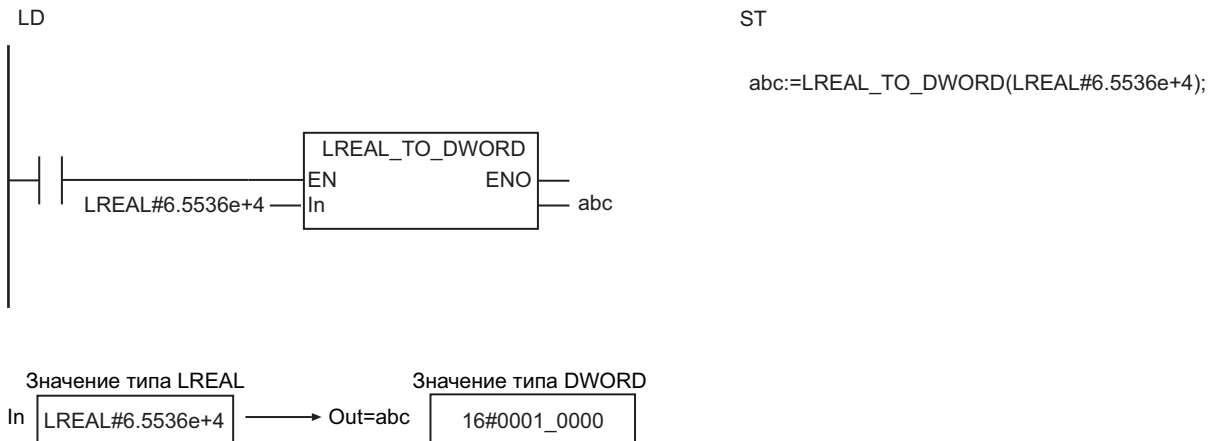 LD
ST
abc:=LREAL_TO_DWORD(LREAL#6.5536e+4);
LREAL_TO_DWORD
EN ENO
LREAL#6.5536e+4 In abc
Значение типа LREAL Значение типа DWORD
In LREAL#6.5536e+4 Out=abc 16#0001_0000